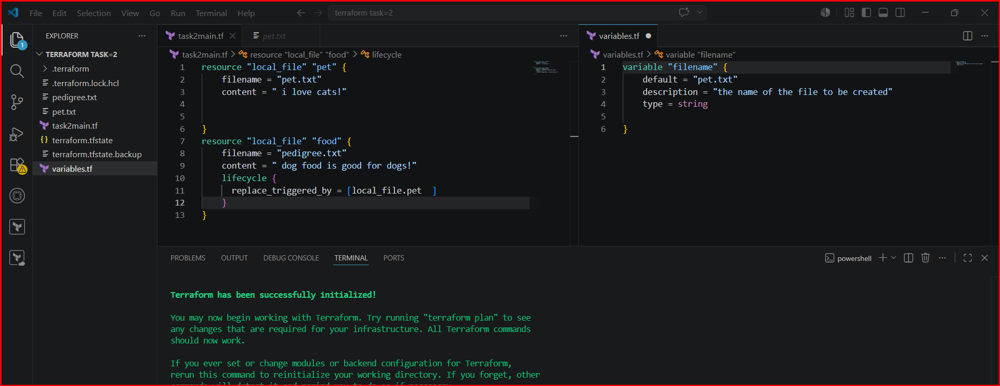 File Edit Selection View Go Run Terminal Help
terraform task=2
EXPLORER
TERRAFORM TASK=2
.terraform
.terraform.lock.hcl
pedigree.txt
pet.txt
task2main.tf
terraform.tfstate
terraform.tfstate.backup
variables.tf
1
task2main.tf pet.txt
task2main.tf > resource "local_file" "food" > lifecycle
1 resource "local_file" "pet" {
2 filename = "pet.txt"
3 content = " i love cats!"
4
5
6 }
7 resource "local_file" "food" {
8 filename = "pedigree.txt"
9 content = " dog food is good for dogs!"
10 lifecycle {
11 replace_triggered_by = [local_file.pet  ]
12 }
13 }
variables.tf
variables.tf > variable "filename"
1 variable "filename" {
2 default = "pet.txt"
3 description = "the name of the file to be created"
4 type = string
5
6 }
PROBLEMS OUTPUT DEBUG CONSOLE TERMINAL PORTS
powershell
Terraform has been successfully initialized!
You may now begin working with Terraform. Try running "terraform plan" to see
any changes that are required for your infrastructure. All Terraform commands
should now work.
If you ever set or change modules or backend configuration for Terraform,
rerun this command to reinitialize your working directory. If you forget, other